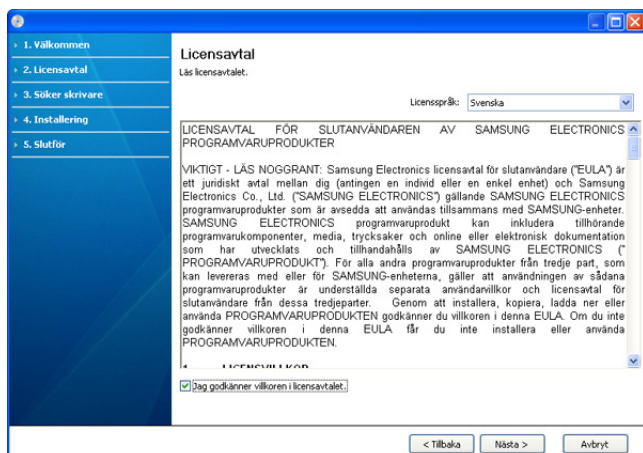 1. Välkommen
2. Licensavtal
3. Söker skrivare
4. Installering
5. Slutför
Licensavtal
Läs licensavtalet.
Licensspråk: Svenska
LICENSAVTAL FÖR SLUTANVÄNDAREN AV SAMSUNG ELECTRONICS
PROGRAMVARUPRODUKTER
VIKTIGT - LÄS NOGGRANT: Samsung Electronics licensavtal för slutanvändare ("EULA") är
ett juridiskt avtal mellan dig (antingen en individ eller en enkel enhet) och Samsung
Electronics Co., Ltd. ("SAMSUNG ELECTRONICS") gällande SAMSUNG ELECTRONICS
programvaruprodukter som är avsedda att användas tillsammans med SAMSUNG-enheter.
SAMSUNG ELECTRONICS programvaruprodukt kan inkludera tillhörande
programvarukomponenter, media, trycksaker och online eller elektronisk dokumentation
som har utvecklats och tillhandahålls av SAMSUNG ELECTRONICS ("
PROGRAMVARUPRODUKT"). För alla andra programvaruprodukter från tredje part, som
kan levereras med eller för SAMSUNG-enheterna, gäller att användningen av sådana
programvaruprodukter är underställda separata användarvillkor och licensavtal för
slutanvändare från dessa tredjeparter. Genom att installera, kopiera, ladda ner eller
använda PROGRAMVARUPRODUKTEN godkänner du villkoren i denna EULA. Om du inte
godkänner villkoren i denna EULA får du inte installera eller använda
PROGRAMVARUPRODUKTEN.
1. LICENSVILLKOR
Jag godkänner villkoren i licensavtalet.
< Tillbaka Nästa > Avbryt